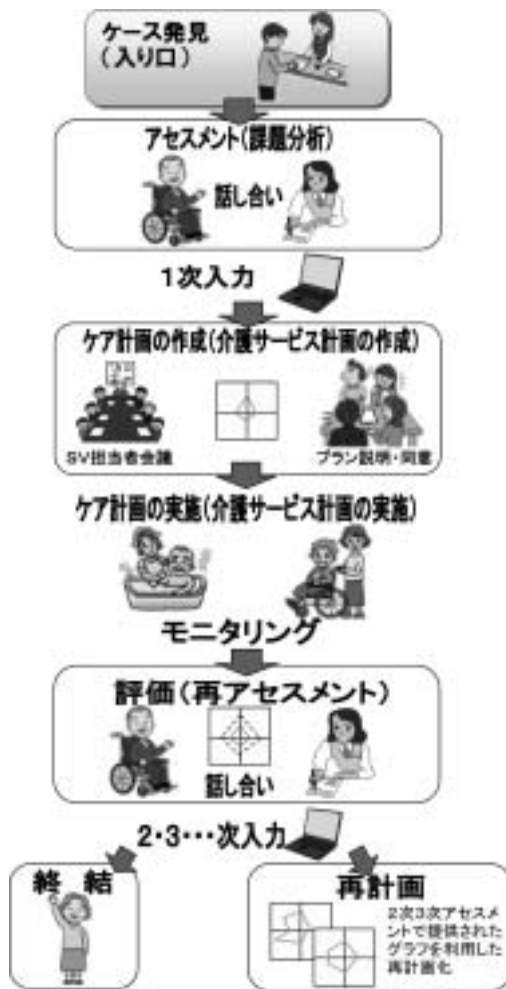 ケース発見
(入り口)
アセスメント(課題分析)
話し合い
1次入力
ケア計画の作成(介護サービス計画の作成)
SV担当者会議
プラン説明・同意
ケア計画の実施(介護サービス計画の実施)
モニタリング
評価(再アセスメント)
話し合い
2・3・・・次入力
終 結
再計画
2次3次アセスメ
ントで提供された
グラフを利用した
再計画化